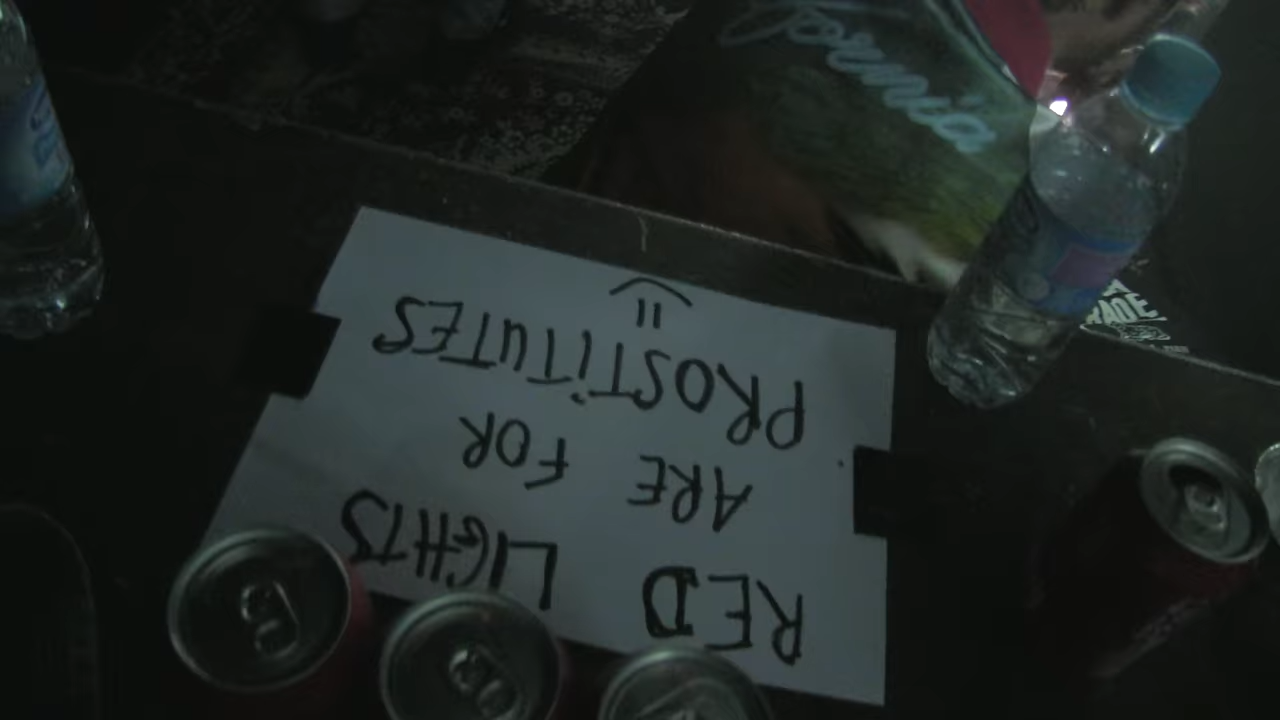 RED LIGHTS
ARE FOR
PROSTiTUTES
=)